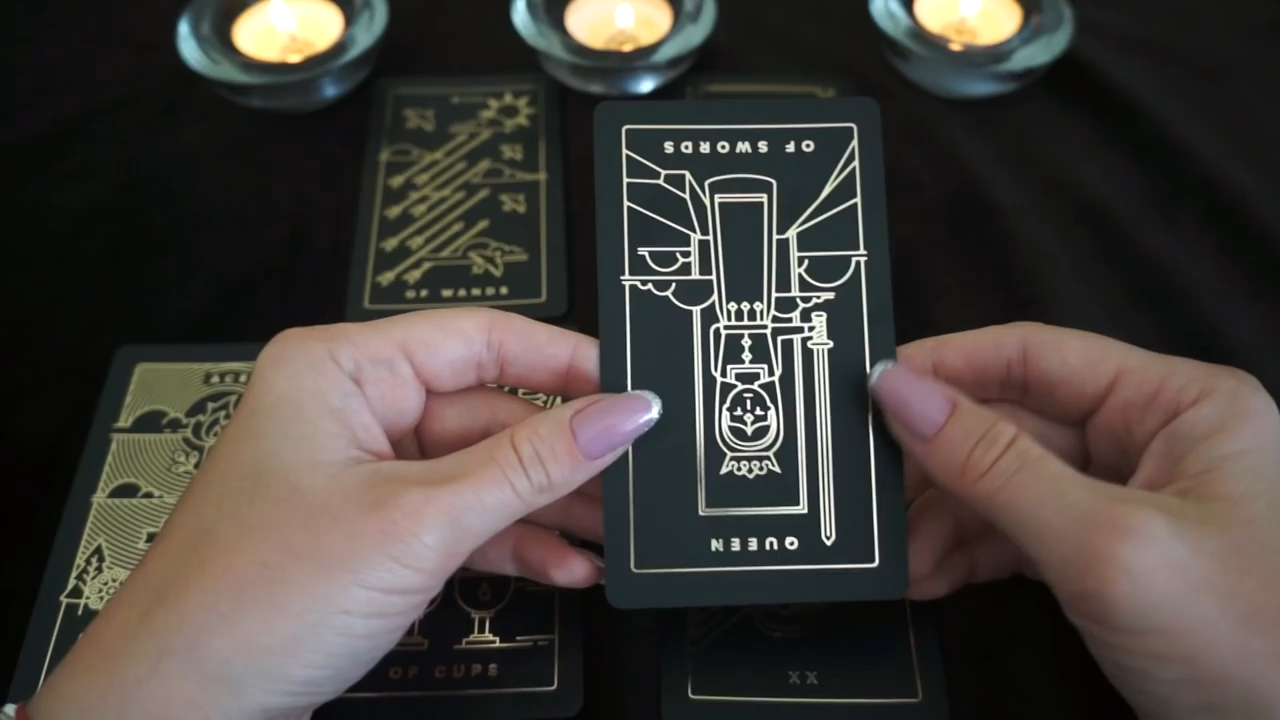 OF WANDS
OF SWORDS
QUEEN
OF CUPS
XX